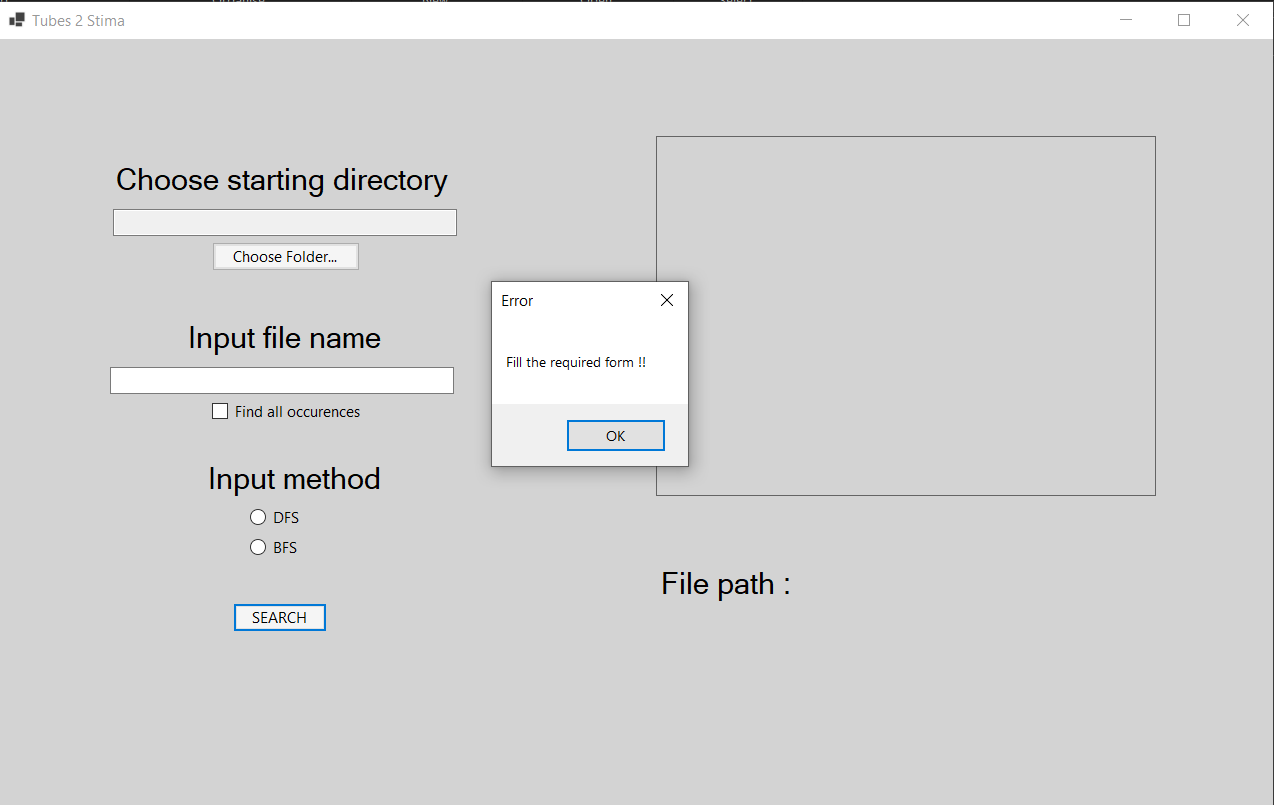 Tubes 2 Stima
Choose starting directory
Choose Folder...
Input file name
Find all occurences
Input method
DFS
BFS
SEARCH
Error
Fill the required form !!
OK
File path :